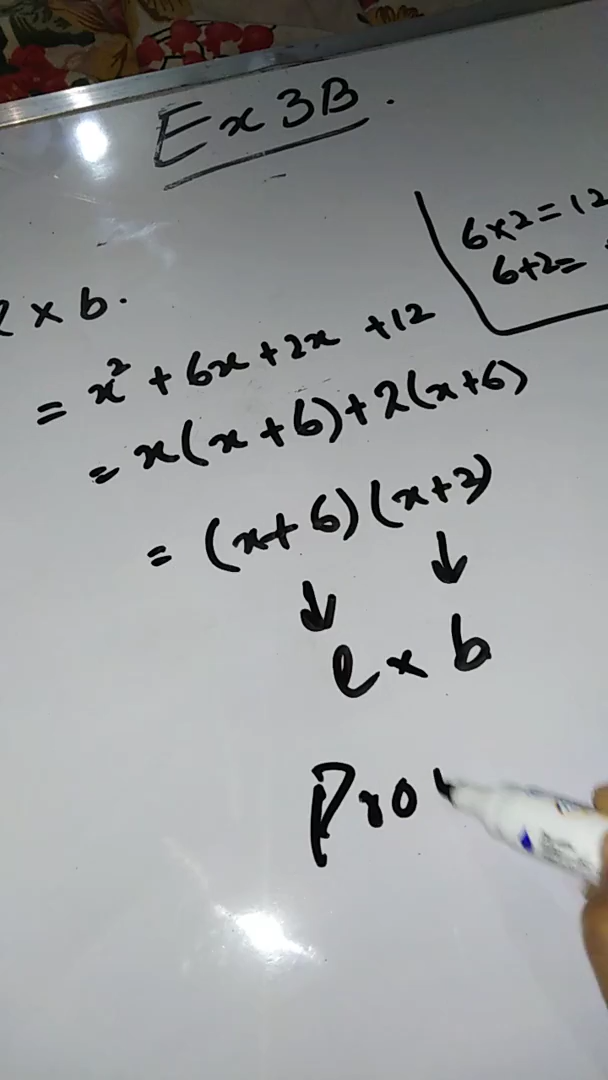 Ex 3B.
6×2=12
6+2=
l × b.
= x² + 6x + 2x + 12
= x(x + 6) + 2(x+6)
= (x+6)(x+2)
↓ ↓
l × b
Pro